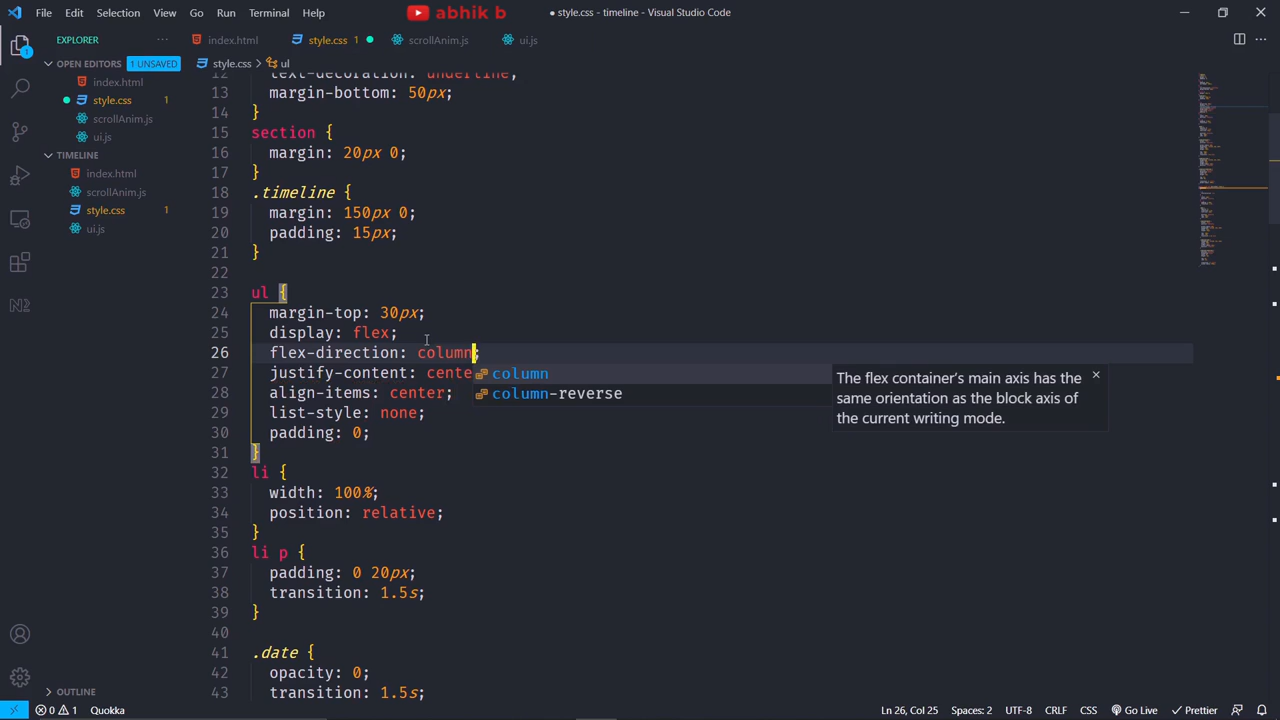 File Edit Selection View Go Run Terminal Help
abhik b
● style.css - timeline - Visual Studio Code
EXPLORER
index.html
style.css 1
scrollAnim.js
ui.js
OPEN EDITORS 1 UNSAVED
index.html
style.css 1
scrollAnim.js
ui.js
TIMELINE
index.html
scrollAnim.js
style.css 1
ui.js
OUTLINE
style.css > ul
text-decoration: underline;
13 margin-bottom: 50px;
14 }
15 section {
16 margin: 20px 0;
17 }
18 .timeline {
19 margin: 150px 0;
20 padding: 15px;
21 }
22
23 ul {
24 margin-top: 30px;
25 display: flex;
26 flex-direction: column;
27 justify-content: cente
28 align-items: center;
29 list-style: none;
30 padding: 0;
31 }
32 li {
33 width: 100%;
34 position: relative;
35 }
36 li p {
37 padding: 0 20px;
38 transition: 1.5s;
39 }
40
41 .date {
42 opacity: 0;
43 transition: 1.5s;
column
column-reverse
The flex container's main axis has the
same orientation as the block axis of
the current writing mode.
1
N2
0 1 Quokka
Ln 26, Col 25 Spaces: 2 UTF-8 CRLF CSS Go Live Prettier